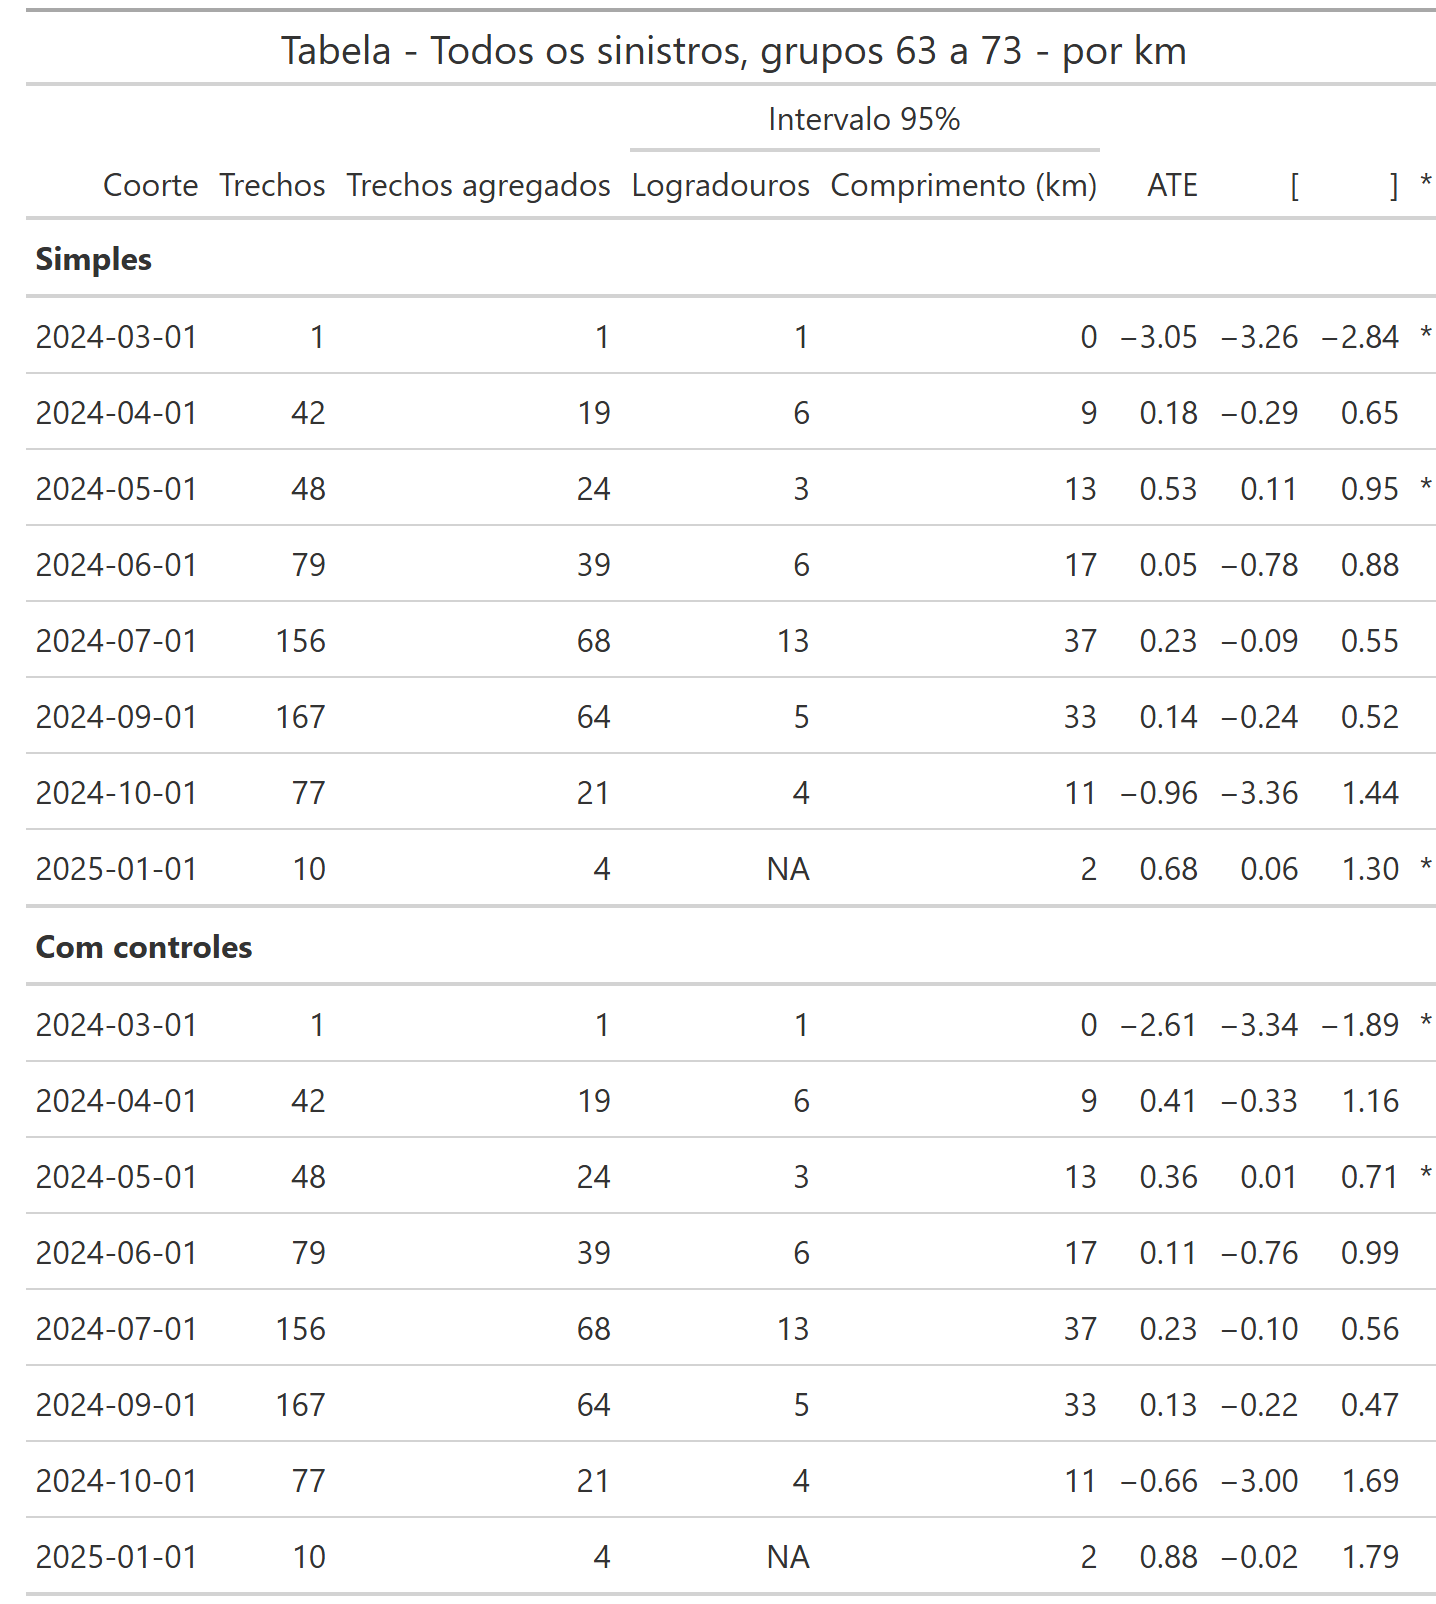 Tabela - Todos os sinistros, grupos 63 a 73 - por km
Intervalo 95%
Coorte Trechos Trechos agregados Logradouros Comprimento (km) ATE [ ] *
Simples
2024-03-01 1 1 1 0 −3.05 −3.26 −2.84 *
2024-04-01 42 19 6 9 0.18 −0.29 0.65
2024-05-01 48 24 3 13 0.53 0.11 0.95 *
2024-06-01 79 39 6 17 0.05 −0.78 0.88
2024-07-01 156 68 13 37 0.23 −0.09 0.55
2024-09-01 167 64 5 33 0.14 −0.24 0.52
2024-10-01 77 21 4 11 −0.96 −3.36 1.44
2025-01-01 10 4 NA 2 0.68 0.06 1.30 *
Com controles
2024-03-01 1 1 1 0 −2.61 −3.34 −1.89 *
2024-04-01 42 19 6 9 0.41 −0.33 1.16
2024-05-01 48 24 3 13 0.36 0.01 0.71 *
2024-06-01 79 39 6 17 0.11 −0.76 0.99
2024-07-01 156 68 13 37 0.23 −0.10 0.56
2024-09-01 167 64 5 33 0.13 −0.22 0.47
2024-10-01 77 21 4 11 −0.66 −3.00 1.69
2025-01-01 10 4 NA 2 0.88 −0.02 1.79